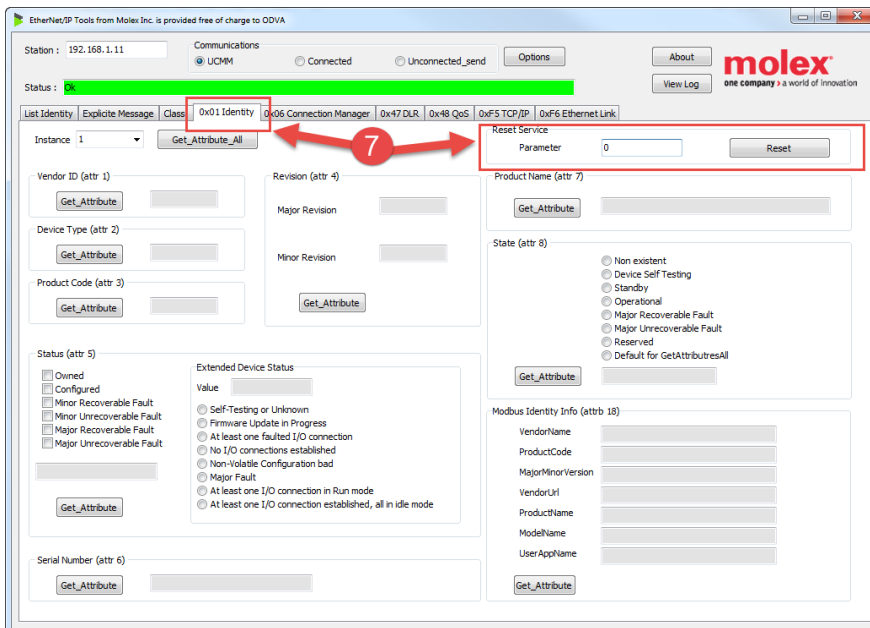 EtherNet/IP Tools from Molex Inc. is provided free of charge to ODVA
Station : 192.168.1.11
Communications
UCMM Connected Unconnected_send
Options
About
molex
one company > a world of innovation
Status : Ok
View Log
List Identity Explicite Message Class 0x01 Identity 0x06 Connection Manager 0x47 DLR 0x48 QoS 0xF5 TCP/IP 0xF6 Ethernet Link
Instance 1 Get_Attribute_All
7
Reset Service
Parameter 0 Reset
Vendor ID (attr 1)
Get_Attribute
Device Type (attr 2)
Get_Attribute
Product Code (attr 3)
Get_Attribute
Revision (attr 4)
Major Revision
Minor Revision
Get_Attribute
Product Name (attr 7)
Get_Attribute
State (attr 8)
Non existent
Device Self Testing
Standby
Operational
Major Recoverable Fault
Major Unrecoverable Fault
Reserved
Default for GetAttributresAll
Get_Attribute
Status (attr 5)
Owned
Configured
Minor Recoverable Fault
Minor Unrecoverable Fault
Major Recoverable Fault
Major Unrecoverable Fault
Get_Attribute
Extended Device Status
Value
Self-Testing or Unknown
Firmware Update in Progress
At least one faulted I/O connection
No I/O connections established
Non-Volatile Configuration bad
Major Fault
At least one I/O connection in Run mode
At least one I/O connection established, all in idle mode
Modbus Identity Info (attrb 18)
VendorName
ProductCode
MajorMinorVersion
VendorUrl
ProductName
ModelName
UserAppName
Get_Attribute
Serial Number (attr 6)
Get_Attribute